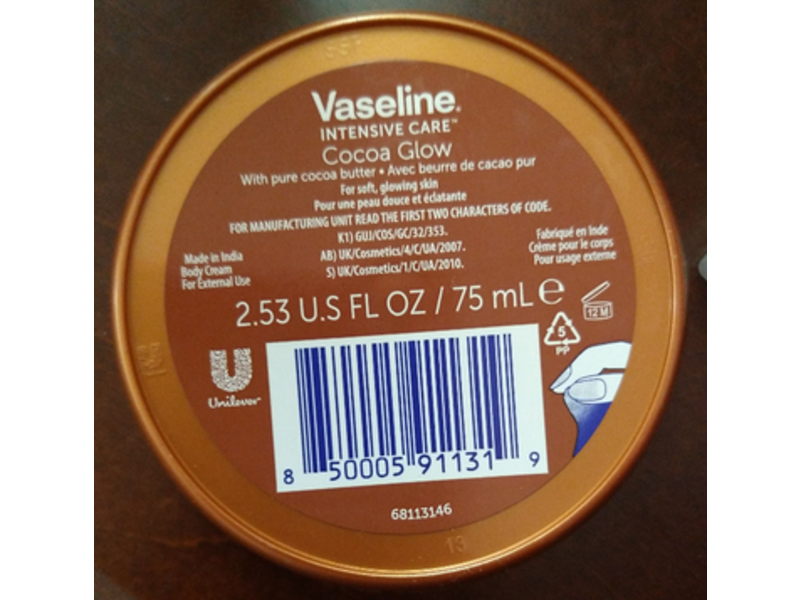 Vaseline.
INTENSIVE CARE™
Cocoa Glow
With pure cocoa butter • Avec beurre de cacao pur
For soft, glowing skin
Pour une peau douce et éclatante
FOR MANUFACTURING UNIT READ THE FIRST TWO CHARACTERS OF CODE.
K1) GUJ/COS/GC/32/353.
AB) UK/Cosmetics/4/C/UA/2007.
S) UK/Cosmetics/1/C/UA/2010.
Made in India
Body Cream
For External Use
Fabriqué en Inde
Crème pour le corps
Pour usage externe
2.53 U.S FL OZ / 75 mL ℮
12 M
5
PP
Unilever
8 50005 91131 9
68113146
13